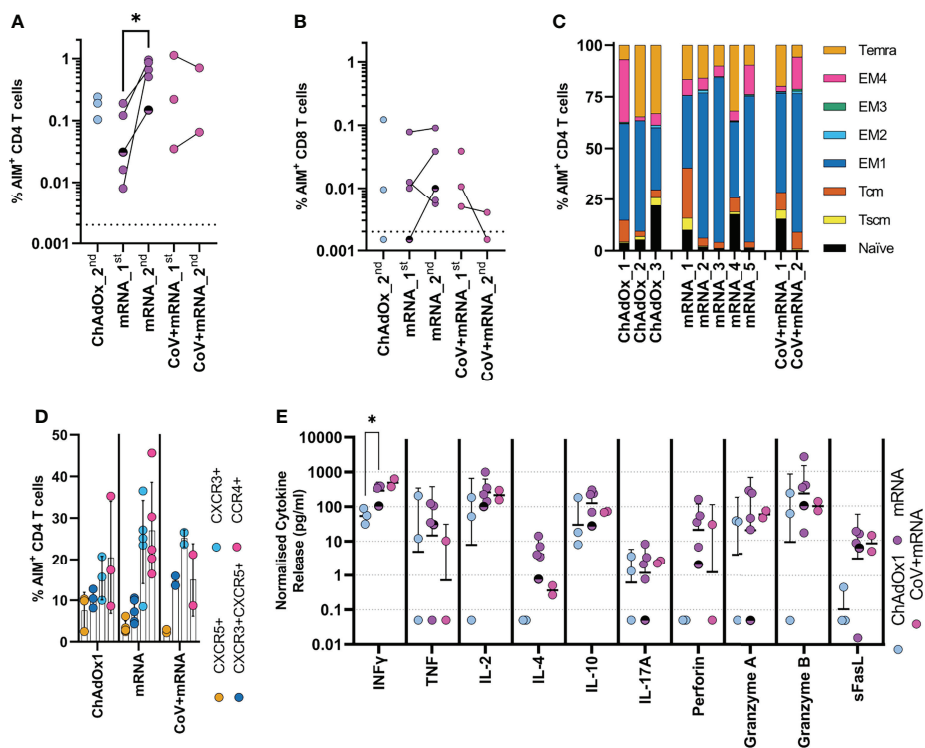 A
B
C
*
% AIM⁺ CD4 T cells
1
0.1
0.01
0.001
ChAdOx_2nd
mRNA_1st
mRNA_2nd
CoV+mRNA_1st
CoV+mRNA_2nd
% AIM⁺ CD8 T cells
1
0.1
0.010
0.001
ChAdOx_2nd
mRNA_1st
mRNA_2nd
CoV+mRNA_1st
CoV+mRNA_2nd
% AIM⁺ CD4 T cells
100
75
50
25
0
ChAdOx_1
ChAdOx_2
ChAdOx_3
mRNA_1
mRNA_2
mRNA_3
mRNA_4
mRNA_5
CoV+mRNA_1
CoV+mRNA_2
Temra
EM4
EM3
EM2
EM1
Tcm
Tscm
Naïve
D
E
% AIM⁺ CD4 T cells
50
40
30
20
10
0
ChAdOx1
mRNA
CoV+mRNA
CXCR3+
CCR4+
CXCR5+
CXCR3+CXCR5+
*
Normalised Cytokine
Release (pg/ml)
10000
1000
100
10
1
0.1
0.01
INFγ
TNF
IL-2
IL-4
IL-10
IL-17A
Perforin
Granzyme A
Granzyme B
sFasL
ChAdOx1
mRNA
CoV+mRNA